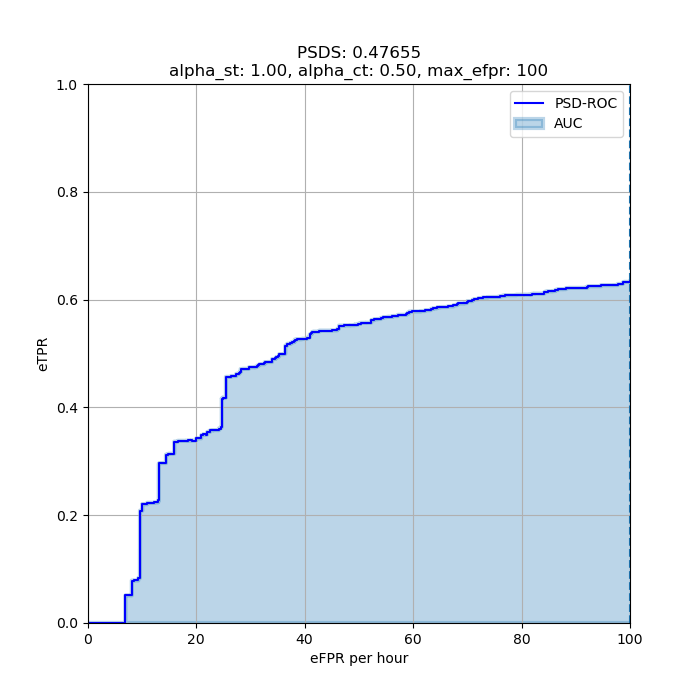 PSDS: 0.47655
alpha_st: 1.00, alpha_ct: 0.50, max_efpr: 100
PSD-ROC
AUC
1.0
0.8
0.6
0.4
0.2
0.0
eTPR
0 20 40 60 80 100
eFPR per hour